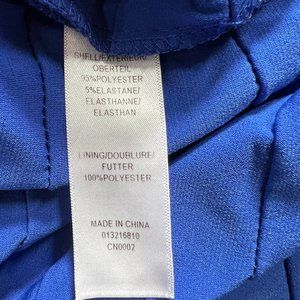 SHELL/EXTERIEUR/
OBERTEIL
95%POLYESTER
5%ELASTANE/
ELASTHANNE/
ELASTHAN
LINING/DOUBLURE/
FUTTER
100%POLYESTER
MADE IN CHINA
013216810
CN0002